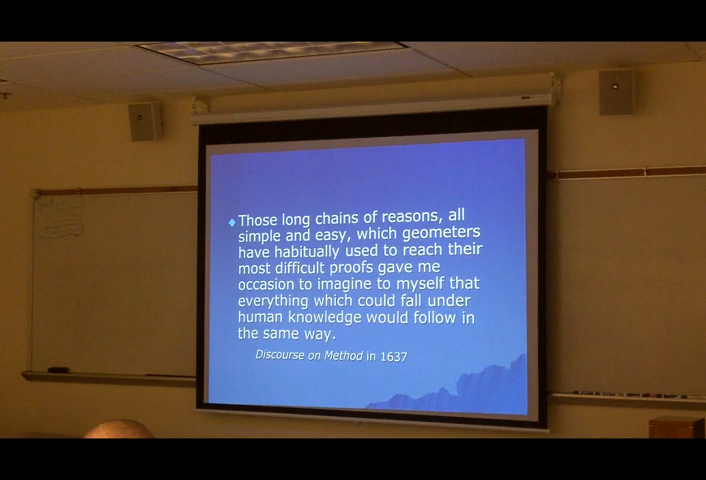 Those long chains of reasons, all
simple and easy, which geometers
have habitually used to reach their
most difficult proofs gave me
occasion to imagine to myself that
everything which could fall under
human knowledge would follow in
the same way.
Discourse on Method in 1637